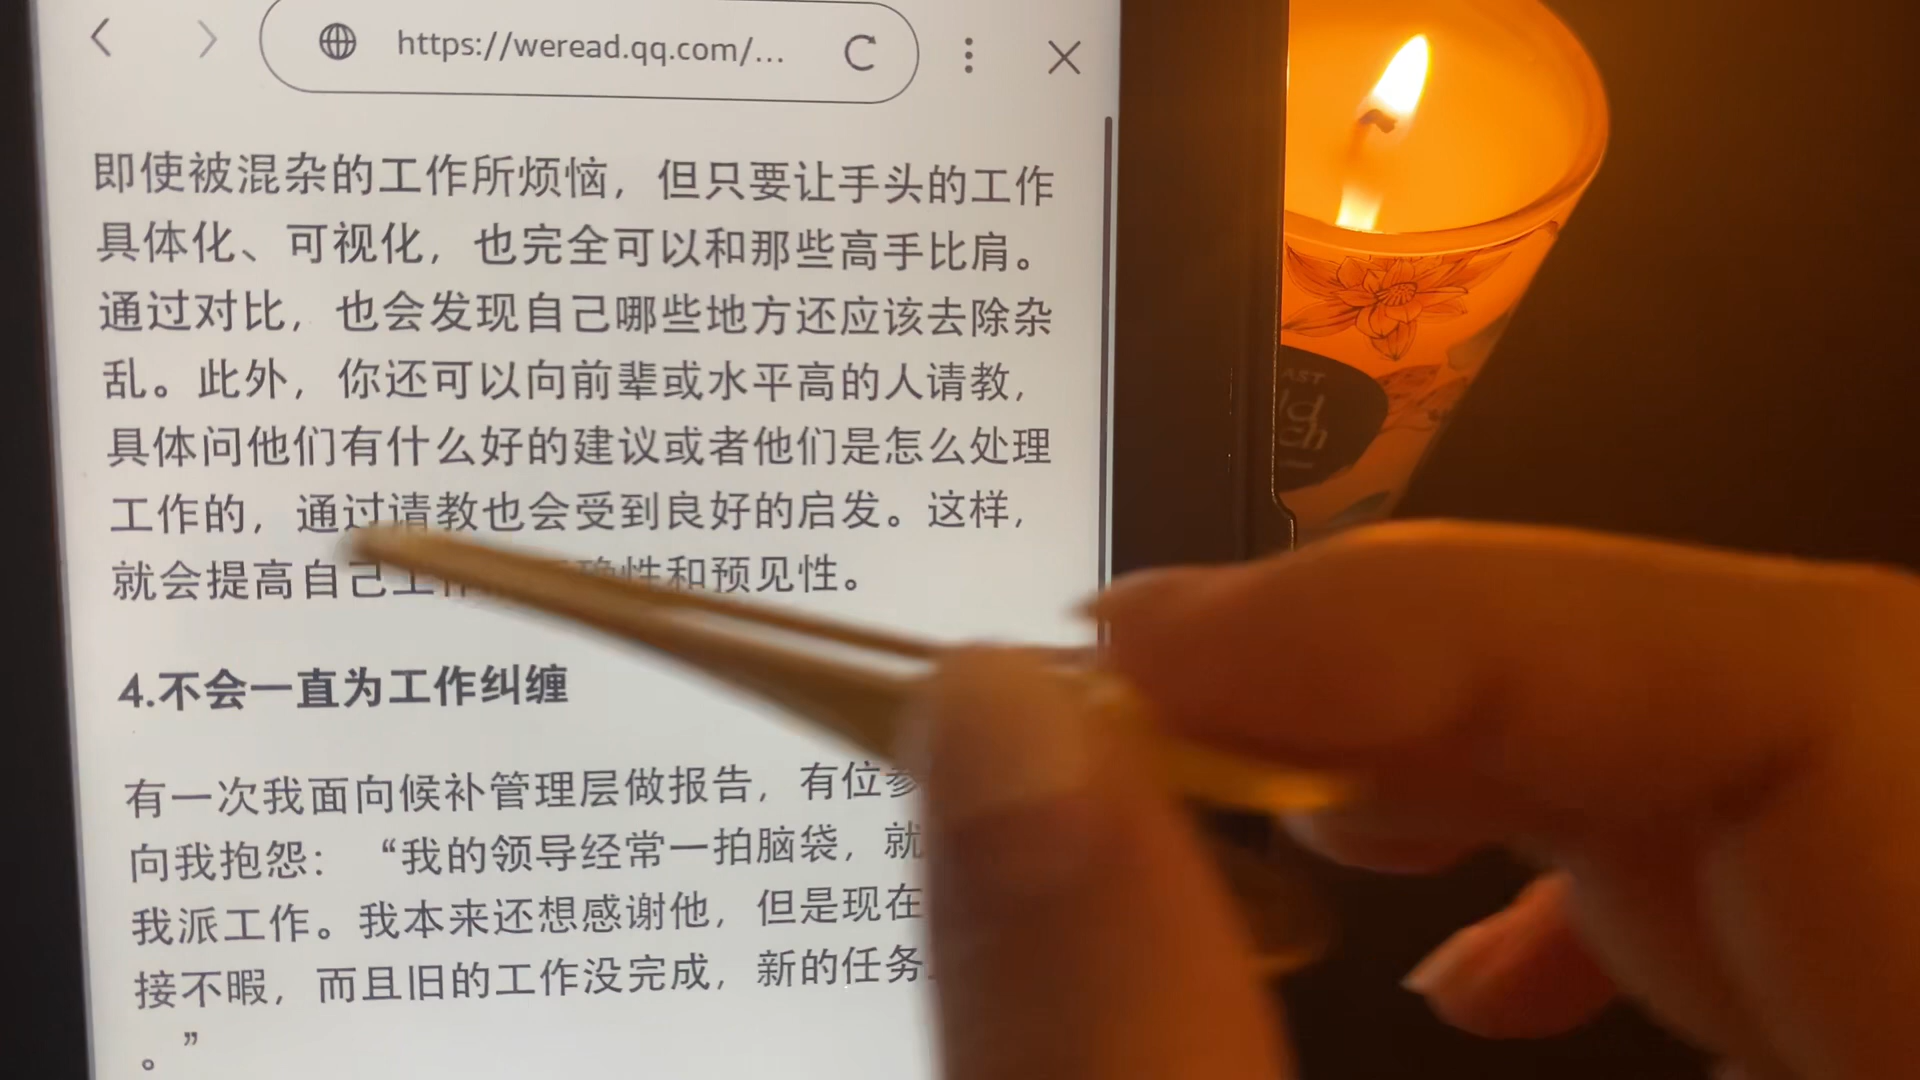 https://weread.qq.com/...
即使被混杂的工作所烦恼，但只要让手头的工作
具体化、可视化，也完全可以和那些高手比肩。
通过对比，也会发现自己哪些地方还应该去除杂
乱。此外，你还可以向前辈或水平高的人请教，
具体问他们有什么好的建议或者他们是怎么处理
工作的，通过请教也会受到良好的启发。这样，
就会提高自己工作 确性和预见性。
4.不会一直为工作纠缠
有一次我面向候补管理层做报告，有位参
向我抱怨：“我的领导经常一拍脑袋，就
我派工作。我本来还想感谢他，但是现在
接不暇，而且旧的工作没完成，新的任务
。”